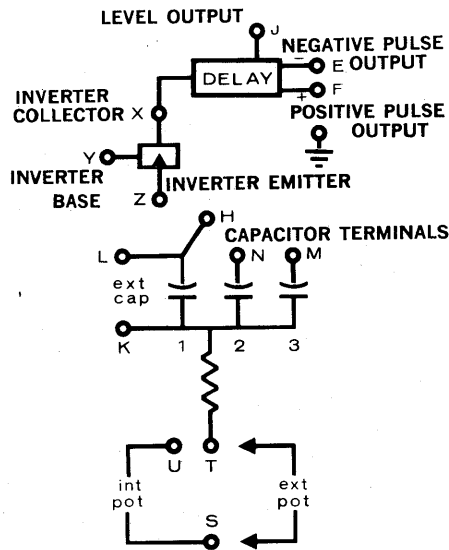 LEVEL OUTPUT
J
NEGATIVE PULSE
OUTPUT
DELAY
− E
+ F
INVERTER
COLLECTOR X
POSITIVE PULSE
OUTPUT
Y
INVERTER
BASE
INVERTER EMITTER
Z
H
CAPACITOR TERMINALS
L
N
M
ext
cap
K
1 2 3
U T
int
pot
ext
pot
S